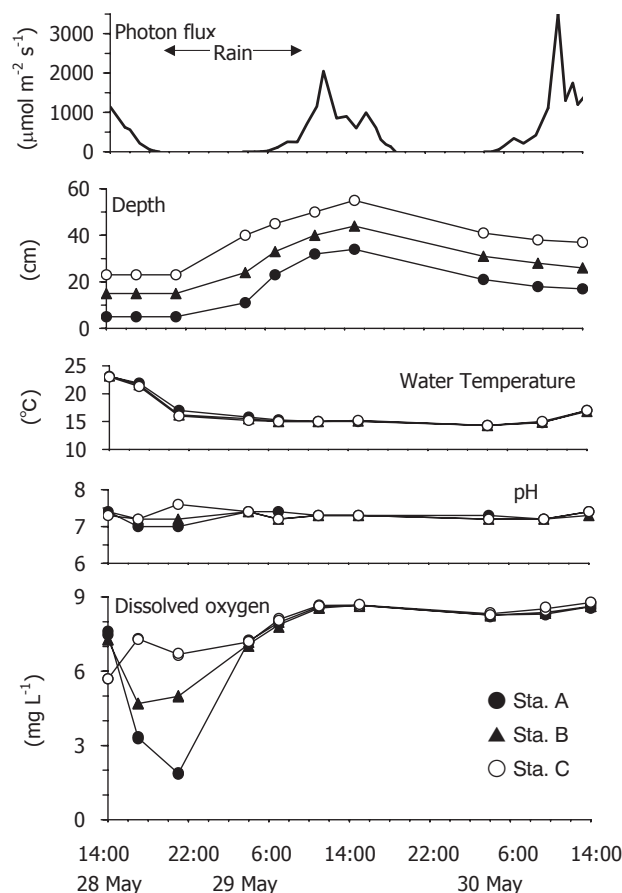 Photon flux
Rain
3000
2000
1000
0
(μmol m-2 s-1)
Depth
60
40
20
0
(cm)
Water Temperature
25
20
15
10
(°C)
pH
8
7
6
Dissolved oxygen
9
6
3
0
(mg L-1)
Sta. A
Sta. B
Sta. C
14:00 22:00 6:00 14:00 22:00 6:00 14:00
28 May 29 May 30 May